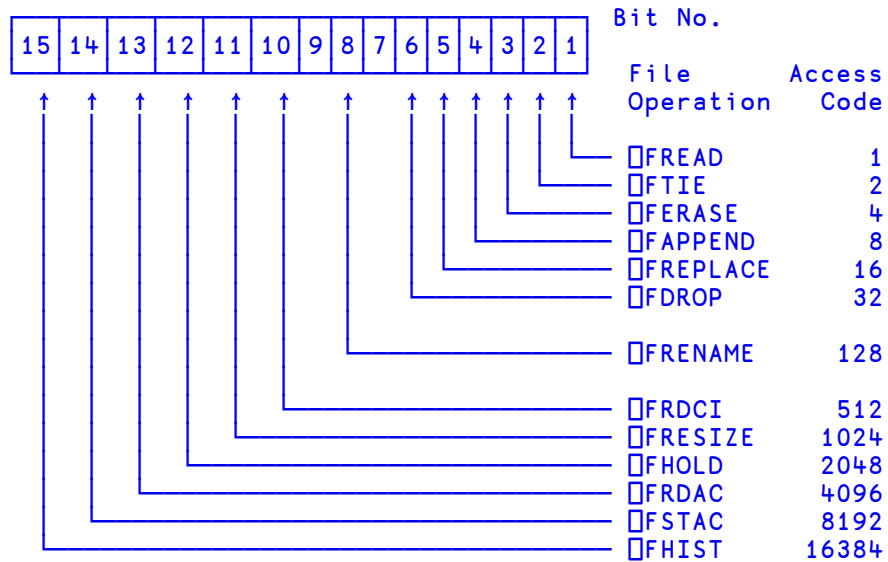 Bit No.
15 14 13 12 11 10 9 8 7 6 5 4 3 2 1
File Access
Operation Code
⎕FREAD 1
⎕FTIE 2
⎕FERASE 4
⎕FAPPEND 8
⎕FREPLACE 16
⎕FDROP 32
⎕FRENAME 128
⎕FRDCI 512
⎕FRESIZE 1024
⎕FHOLD 2048
⎕FRDAC 4096
⎕FSTAC 8192
⎕FHIST 16384